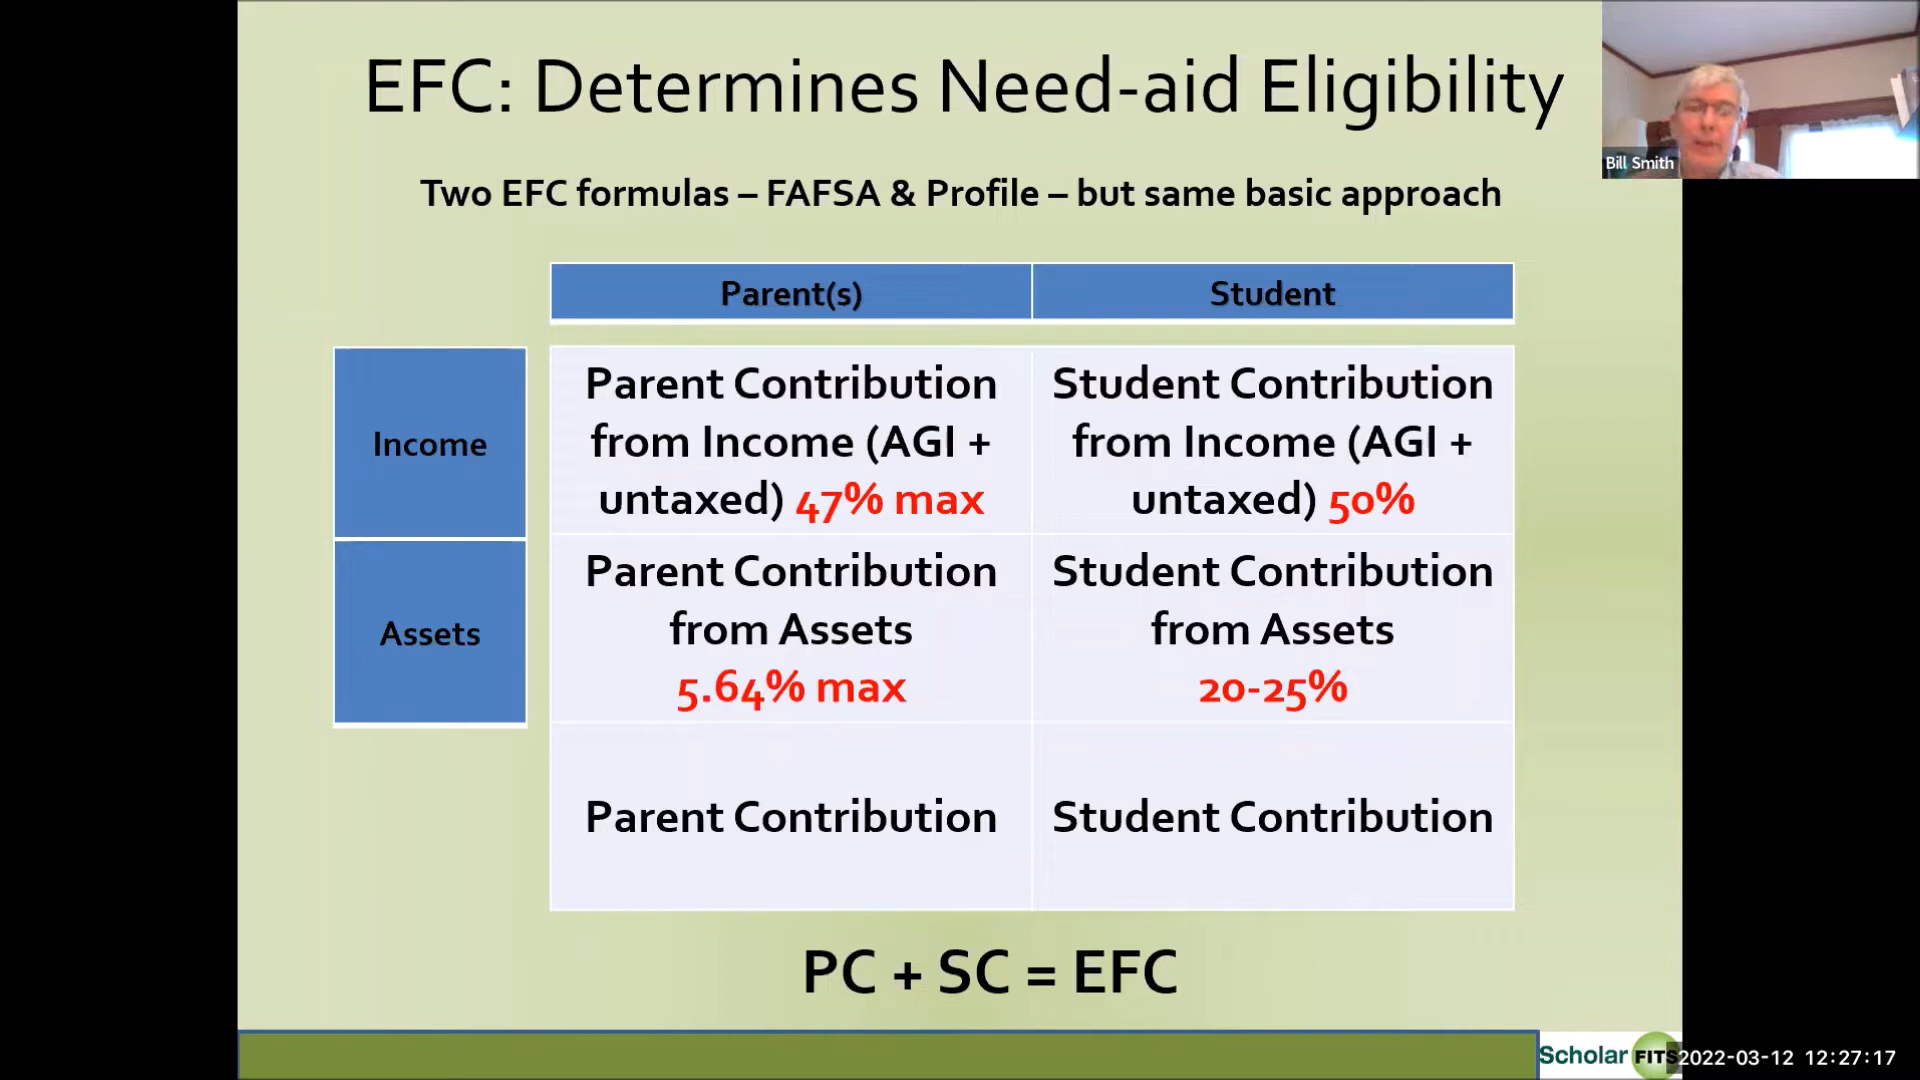 EFC: Determines Need-aid Eligibility
Bill Smith
Two EFC formulas – FAFSA & Profile – but same basic approach
Parent(s)
Student
Income
Parent Contribution
from Income (AGI +
untaxed) 47% max
Student Contribution
from Income (AGI +
untaxed) 50%
Assets
Parent Contribution
from Assets
5.64% max
Student Contribution
from Assets
20-25%
Parent Contribution
Student Contribution
PC + SC = EFC
Scholar FITS
2022-03-12 12:27:17